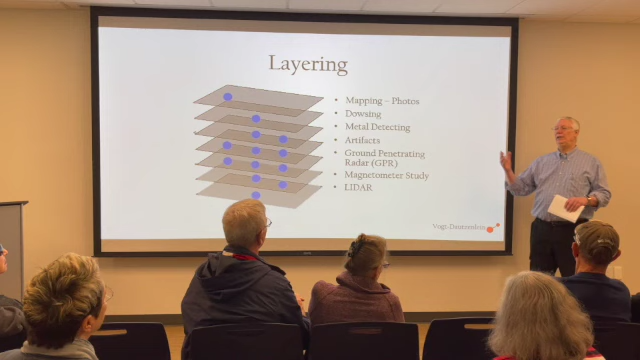 Layering
• Mapping – Photos
• Dowsing
• Metal Detecting
• Artifacts
• Ground Penetrating
Radar (GPR)
• Magnetometer Study
• LIDAR